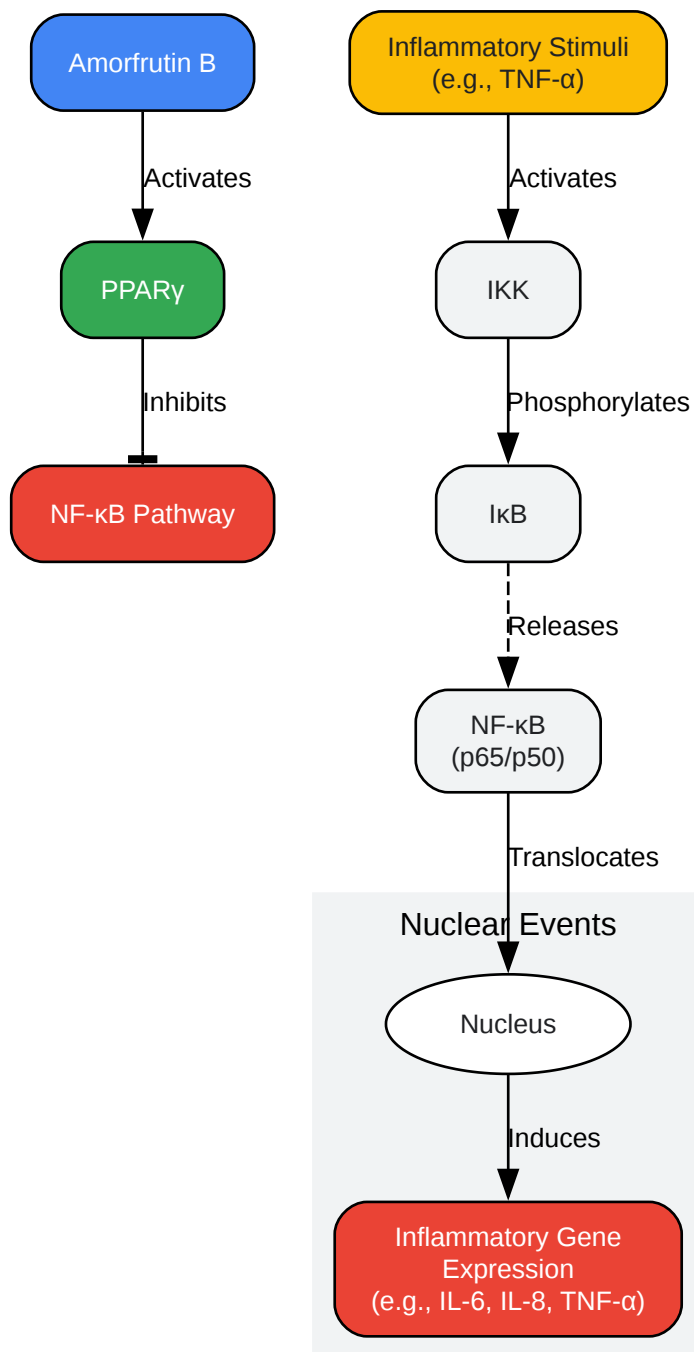 Amorfrutin B
Activates
PPARγ
Inhibits
NF-κB Pathway
Inflammatory Stimuli
(e.g., TNF-α)
Activates
IKK
Phosphorylates
IκB
Releases
NF-κB
(p65/p50)
Translocates
Nuclear Events
Nucleus
Induces
Inflammatory Gene
Expression
(e.g., IL-6, IL-8, TNF-α)